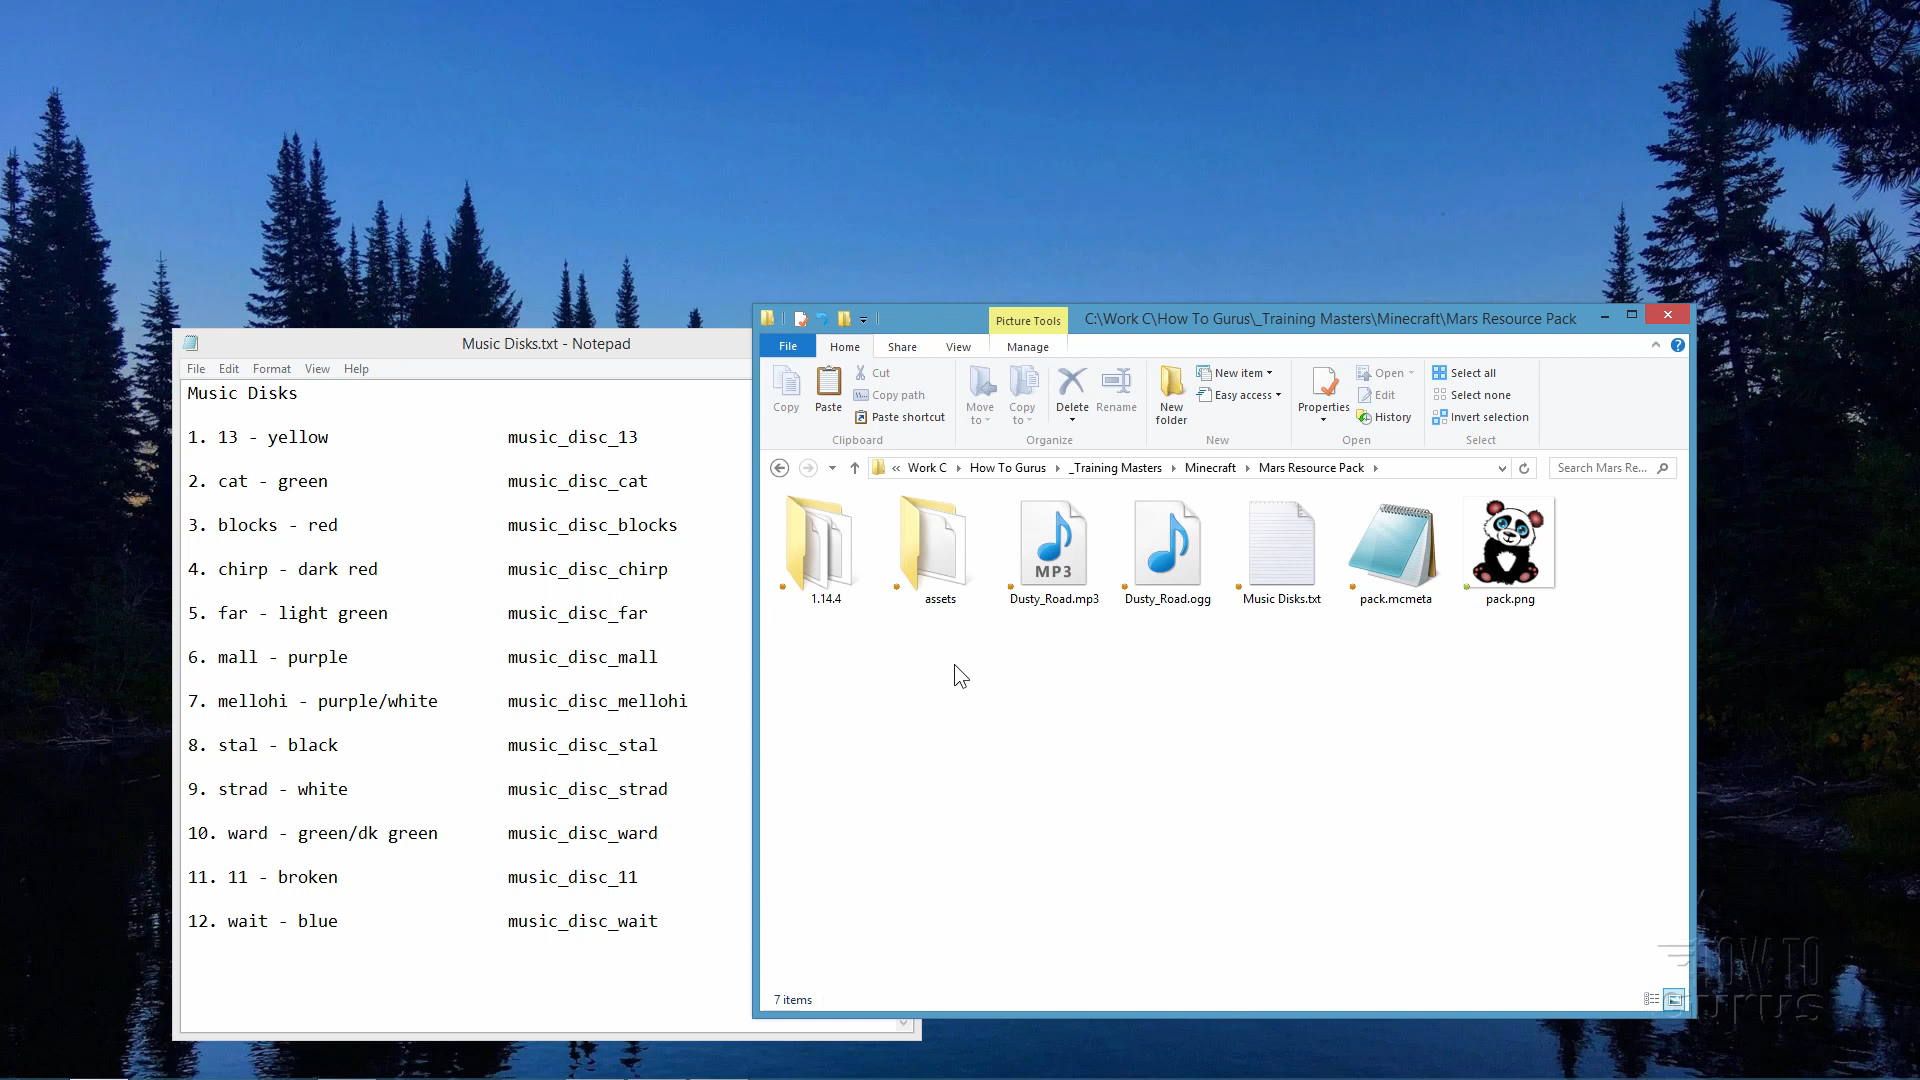 Music Disks.txt - Notepad
File Edit Format View Help
Music Disks
1. 13 - yellow music_disc_13
2. cat - green music_disc_cat
3. blocks - red music_disc_blocks
4. chirp - dark red music_disc_chirp
5. far - light green music_disc_far
6. mall - purple music_disc_mall
7. mellohi - purple/white music_disc_mellohi
8. stal - black music_disc_stal
9. strad - white music_disc_strad
10. ward - green/dk green music_disc_ward
11. 11 - broken music_disc_11
12. wait - blue music_disc_wait
Picture Tools C:\Work C\How To Gurus\_Training Masters\Minecraft\Mars Resource Pack
File Home Share View Manage
Copy
Paste
Cut
Copy path
Paste shortcut
Clipboard
Move to
Copy to
Delete
Rename
Organize
New folder
New item
Easy access
New
Properties
Open
Edit
History
Open
Select all
Select none
Invert selection
Select
« Work C How To Gurus _Training Masters Minecraft Mars Resource Pack
Search Mars Re...
MP3
1.14.4
assets
Dusty_Road.mp3
Dusty_Road.ogg
Music Disks.txt
pack.mcmeta
pack.png
7 items
HOW TO
Gurus